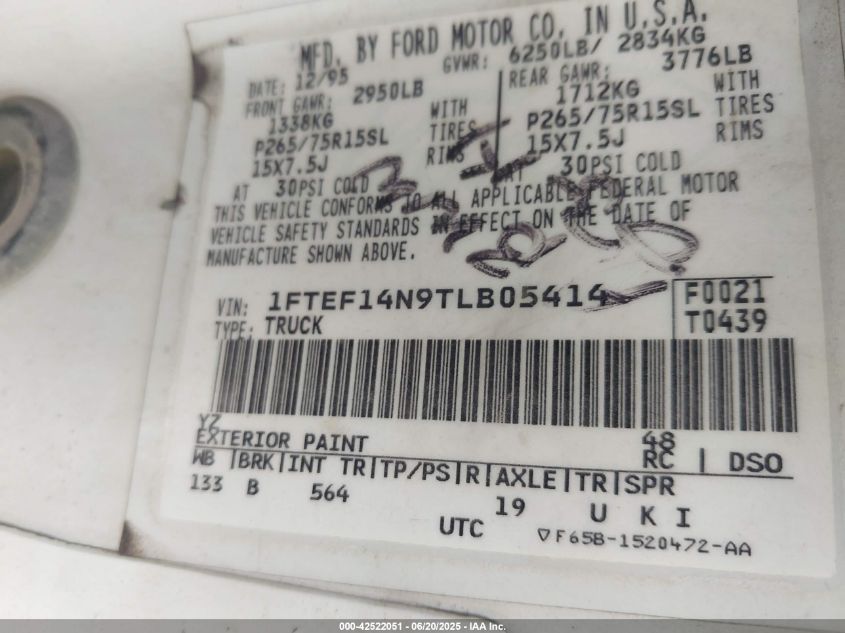 MFD. BY FORD MOTOR CO. IN U.S.A.
DATE: 12/95 GVWR: 6250LB/ 2834KG
FRONT GAWR: 2950LB REAR GAWR: 3776LB
1338KG WITH 1712KG WITH
P265/75R15SL TIRES P265/75R15SL TIRES
15X7.5J RIMS 15X7.5J RIMS
AT 30PSI COLD AT 30PSI COLD
THIS VEHICLE CONFORMS TO ALL APPLICABLE FEDERAL MOTOR
VEHICLE SAFETY STANDARDS IN EFFECT ON THE DATE OF
MANUFACTURE SHOWN ABOVE.
VIN: 1FTEF14N9TLB05414 F0021
TYPE: TRUCK T0439
YZ 48
EXTERIOR PAINT RC | DSO
WB |BRK|INT TR|TP/PS|R|AXLE|TR|SPR
133 B 564 19 U K I
UTC ▽F65B-1520472-AA
000-42522051 - 06/20/2025 - IAA Inc.